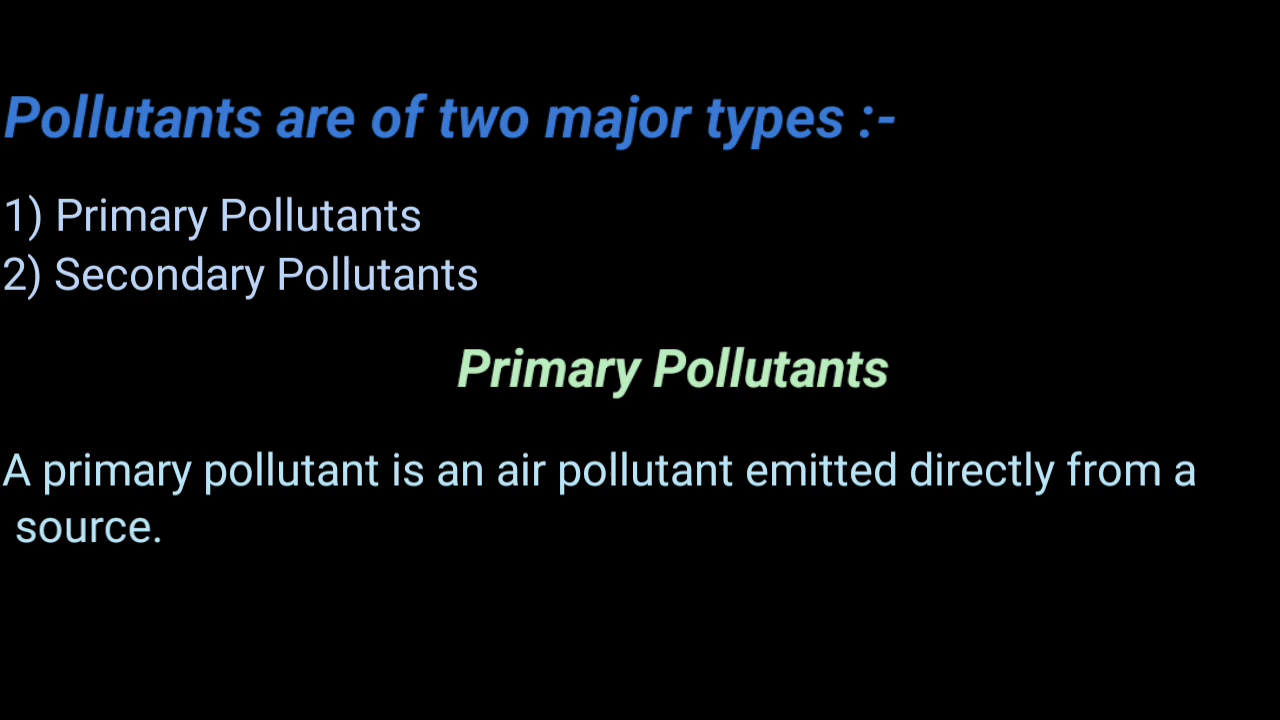 Pollutants are of two major types :-
1) Primary Pollutants
2) Secondary Pollutants
Primary Pollutants
A primary pollutant is an air pollutant emitted directly from a
source.